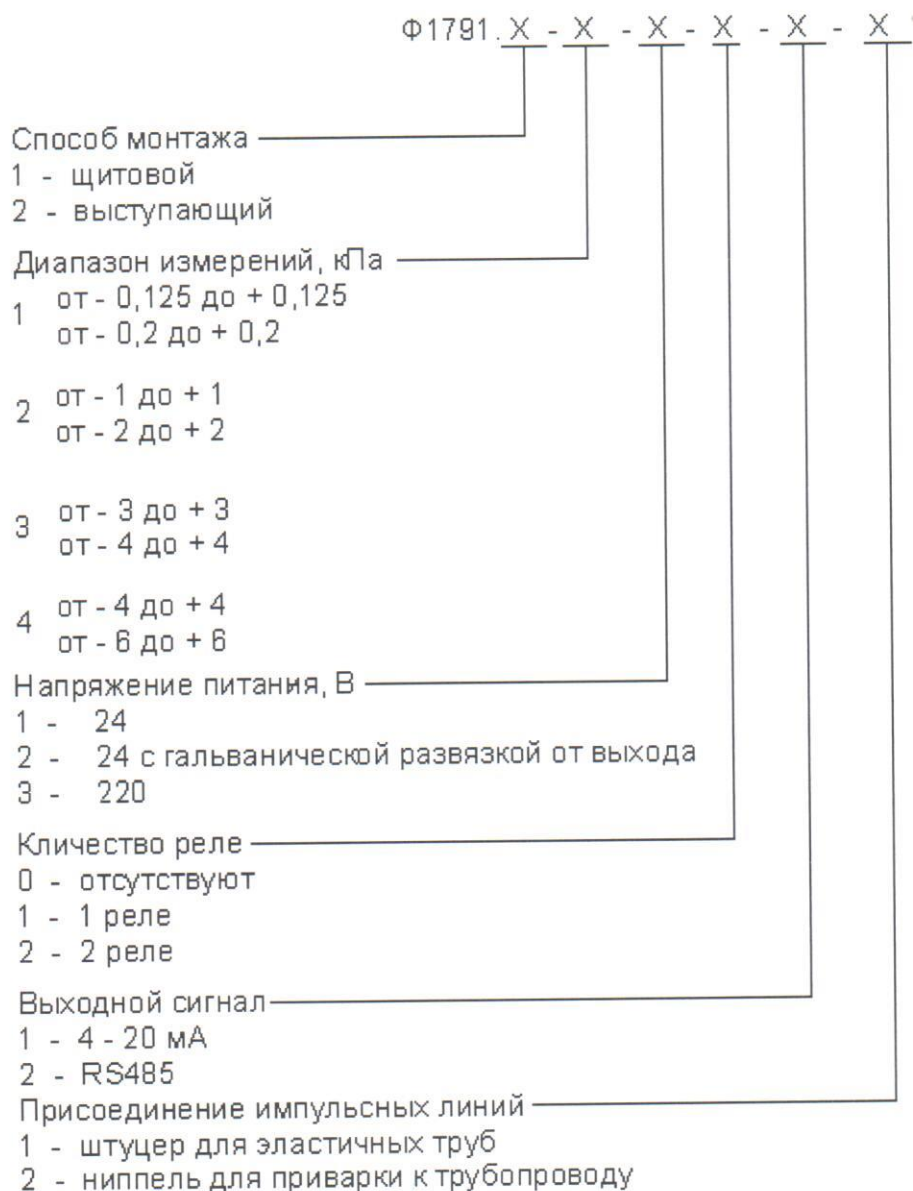 Ф1791.X - X - X - X - X - X
Способ монтажа
1 - щитовой
2 - выступающий
Диапазон измерений, кПа
1 от - 0,125 до + 0,125
от - 0,2 до + 0,2
2 от - 1 до + 1
от - 2 до + 2
3 от - 3 до + 3
от - 4 до + 4
4 от - 4 до + 4
от - 6 до + 6
Напряжение питания, В
1 - 24
2 - 24 с гальванической развязкой от выхода
3 - 220
Кличество реле
0 - отсутствуют
1 - 1 реле
2 - 2 реле
Выходной сигнал
1 - 4 - 20 мА
2 - RS485
Присоединение импульсных линий
1 - штуцер для эластичных труб
2 - ниппель для приварки к трубопроводу